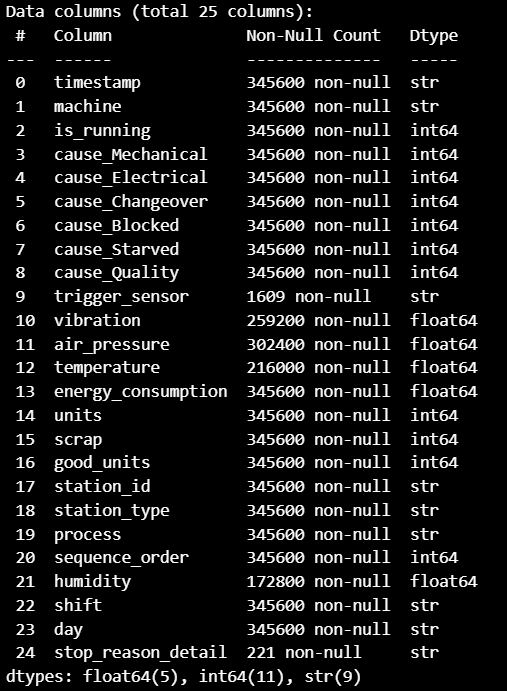 Data columns (total 25 columns):
 #   Column              Non-Null Count   Dtype
---  ------              --------------   -----
 0   timestamp           345600 non-null  str
 1   machine             345600 non-null  str
 2   is_running          345600 non-null  int64
 3   cause_Mechanical    345600 non-null  int64
 4   cause_Electrical    345600 non-null  int64
 5   cause_Changeover    345600 non-null  int64
 6   cause_Blocked       345600 non-null  int64
 7   cause_Starved       345600 non-null  int64
 8   cause_Quality       345600 non-null  int64
 9   trigger_sensor      1609 non-null    str
 10  vibration           259200 non-null  float64
 11  air_pressure        302400 non-null  float64
 12  temperature         216000 non-null  float64
 13  energy_consumption  345600 non-null  float64
 14  units               345600 non-null  int64
 15  scrap               345600 non-null  int64
 16  good_units          345600 non-null  int64
 17  station_id          345600 non-null  str
 18  station_type        345600 non-null  str
 19  process             345600 non-null  str
 20  sequence_order      345600 non-null  int64
 21  humidity            172800 non-null  float64
 22  shift               345600 non-null  str
 23  day                 345600 non-null  str
 24  stop_reason_detail  221 non-null     str
dtypes: float64(5), int64(11), str(9)